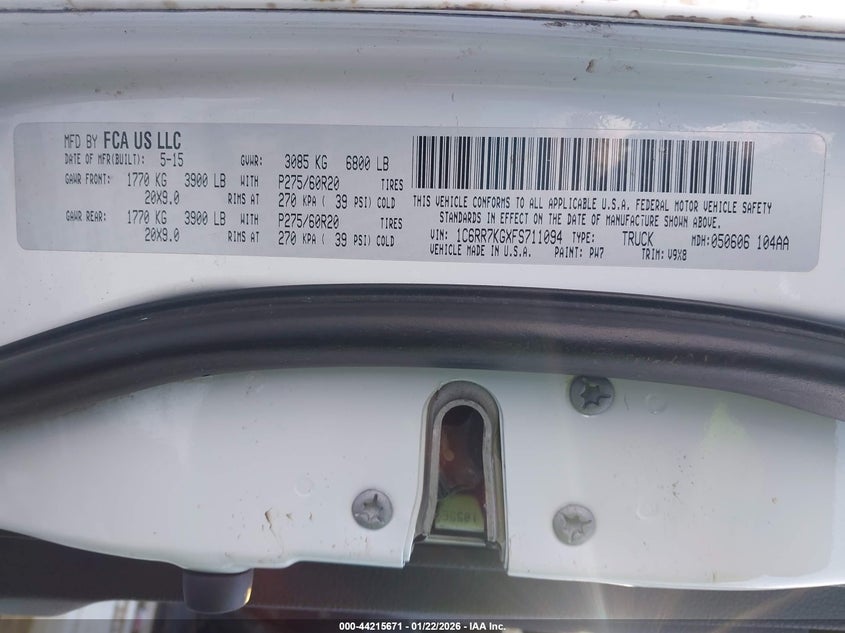 MFD BY FCA US LLC
DATE OF MFR(BUILT): 5-15 GVWR: 3085 KG 6800 LB
GAWR FRONT: 1770 KG 3900 LB WITH P275/60R20 TIRES
20X9.0 RIMS AT 270 KPA ( 39 PSI) COLD
GAWR REAR: 1770 KG 3900 LB WITH P275/60R20 TIRES
20X9.0 RIMS AT 270 KPA ( 39 PSI) COLD
THIS VEHICLE CONFORMS TO ALL APPLICABLE U.S.A. FEDERAL MOTOR VEHICLE SAFETY
STANDARDS IN EFFECT ON THE DATE OF MANUFACTURE SHOWN ABOVE.
VIN: 1C6RR7KGXFS711094 TYPE: TRUCK MDH:050606 104AA
VEHICLE MADE IN U.S.A. PAINT: PW7 TRIM: V9X8
000-44215671 - 01/22/2026 - IAA Inc.